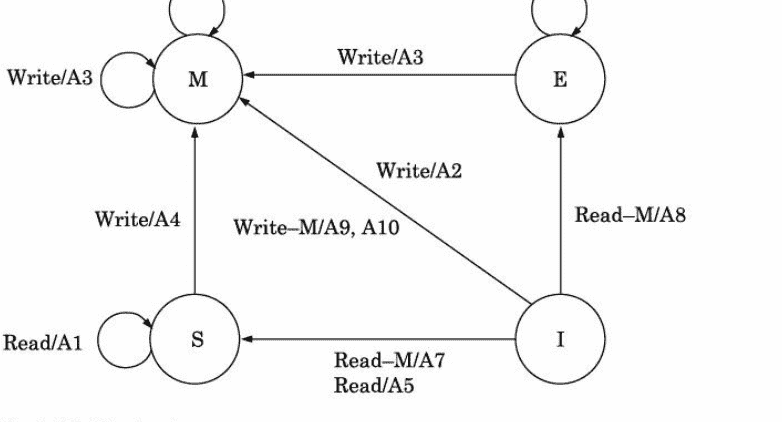 Write/A3
Write/A3
M
E
Write/A2
Write/A4
Write–M/A9, A10
Read–M/A8
Read/A1
S
I
Read–M/A7
Read/A5